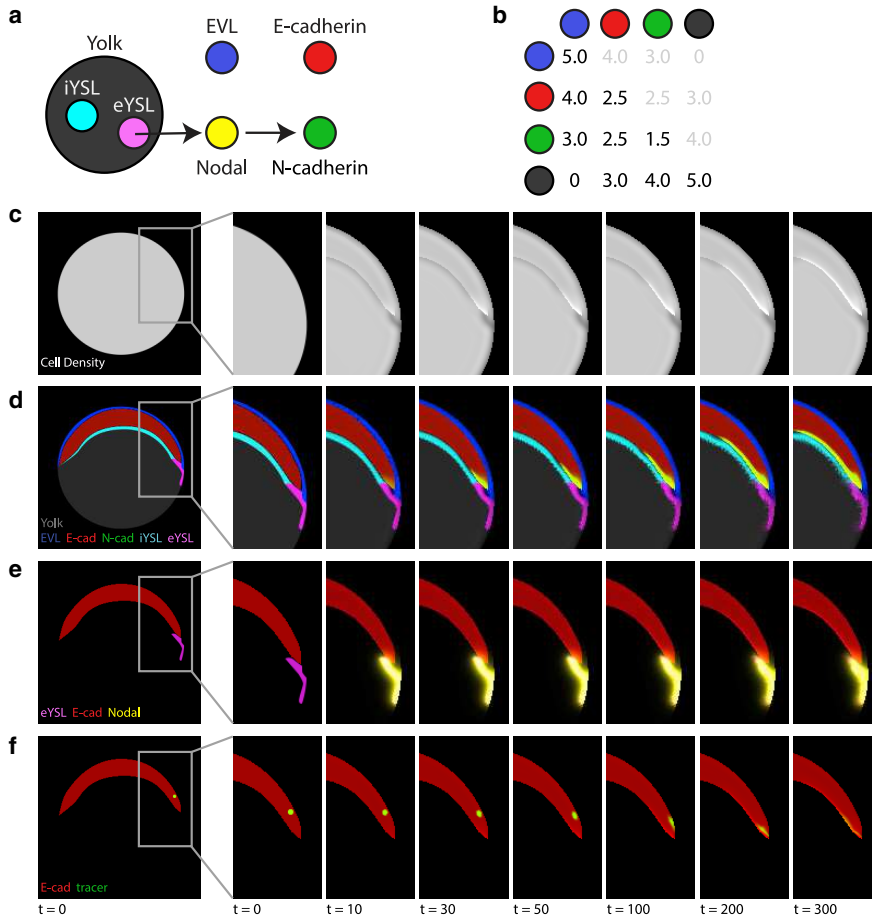 a
Yolk
iYSL
eYSL
EVL
E-cadherin
Nodal
N-cadherin
b
5.0 4.0 3.0 0
4.0 2.5 2.5 3.0
3.0 2.5 1.5 4.0
0 3.0 4.0 5.0
c
Cell Density
d
Yolk
EVL E-cad N-cad iYSL eYSL
e
eYSL E-cad Nodal
f
E-cad tracer
t = 0 t = 0 t = 10 t = 30 t = 50 t = 100 t = 200 t = 300